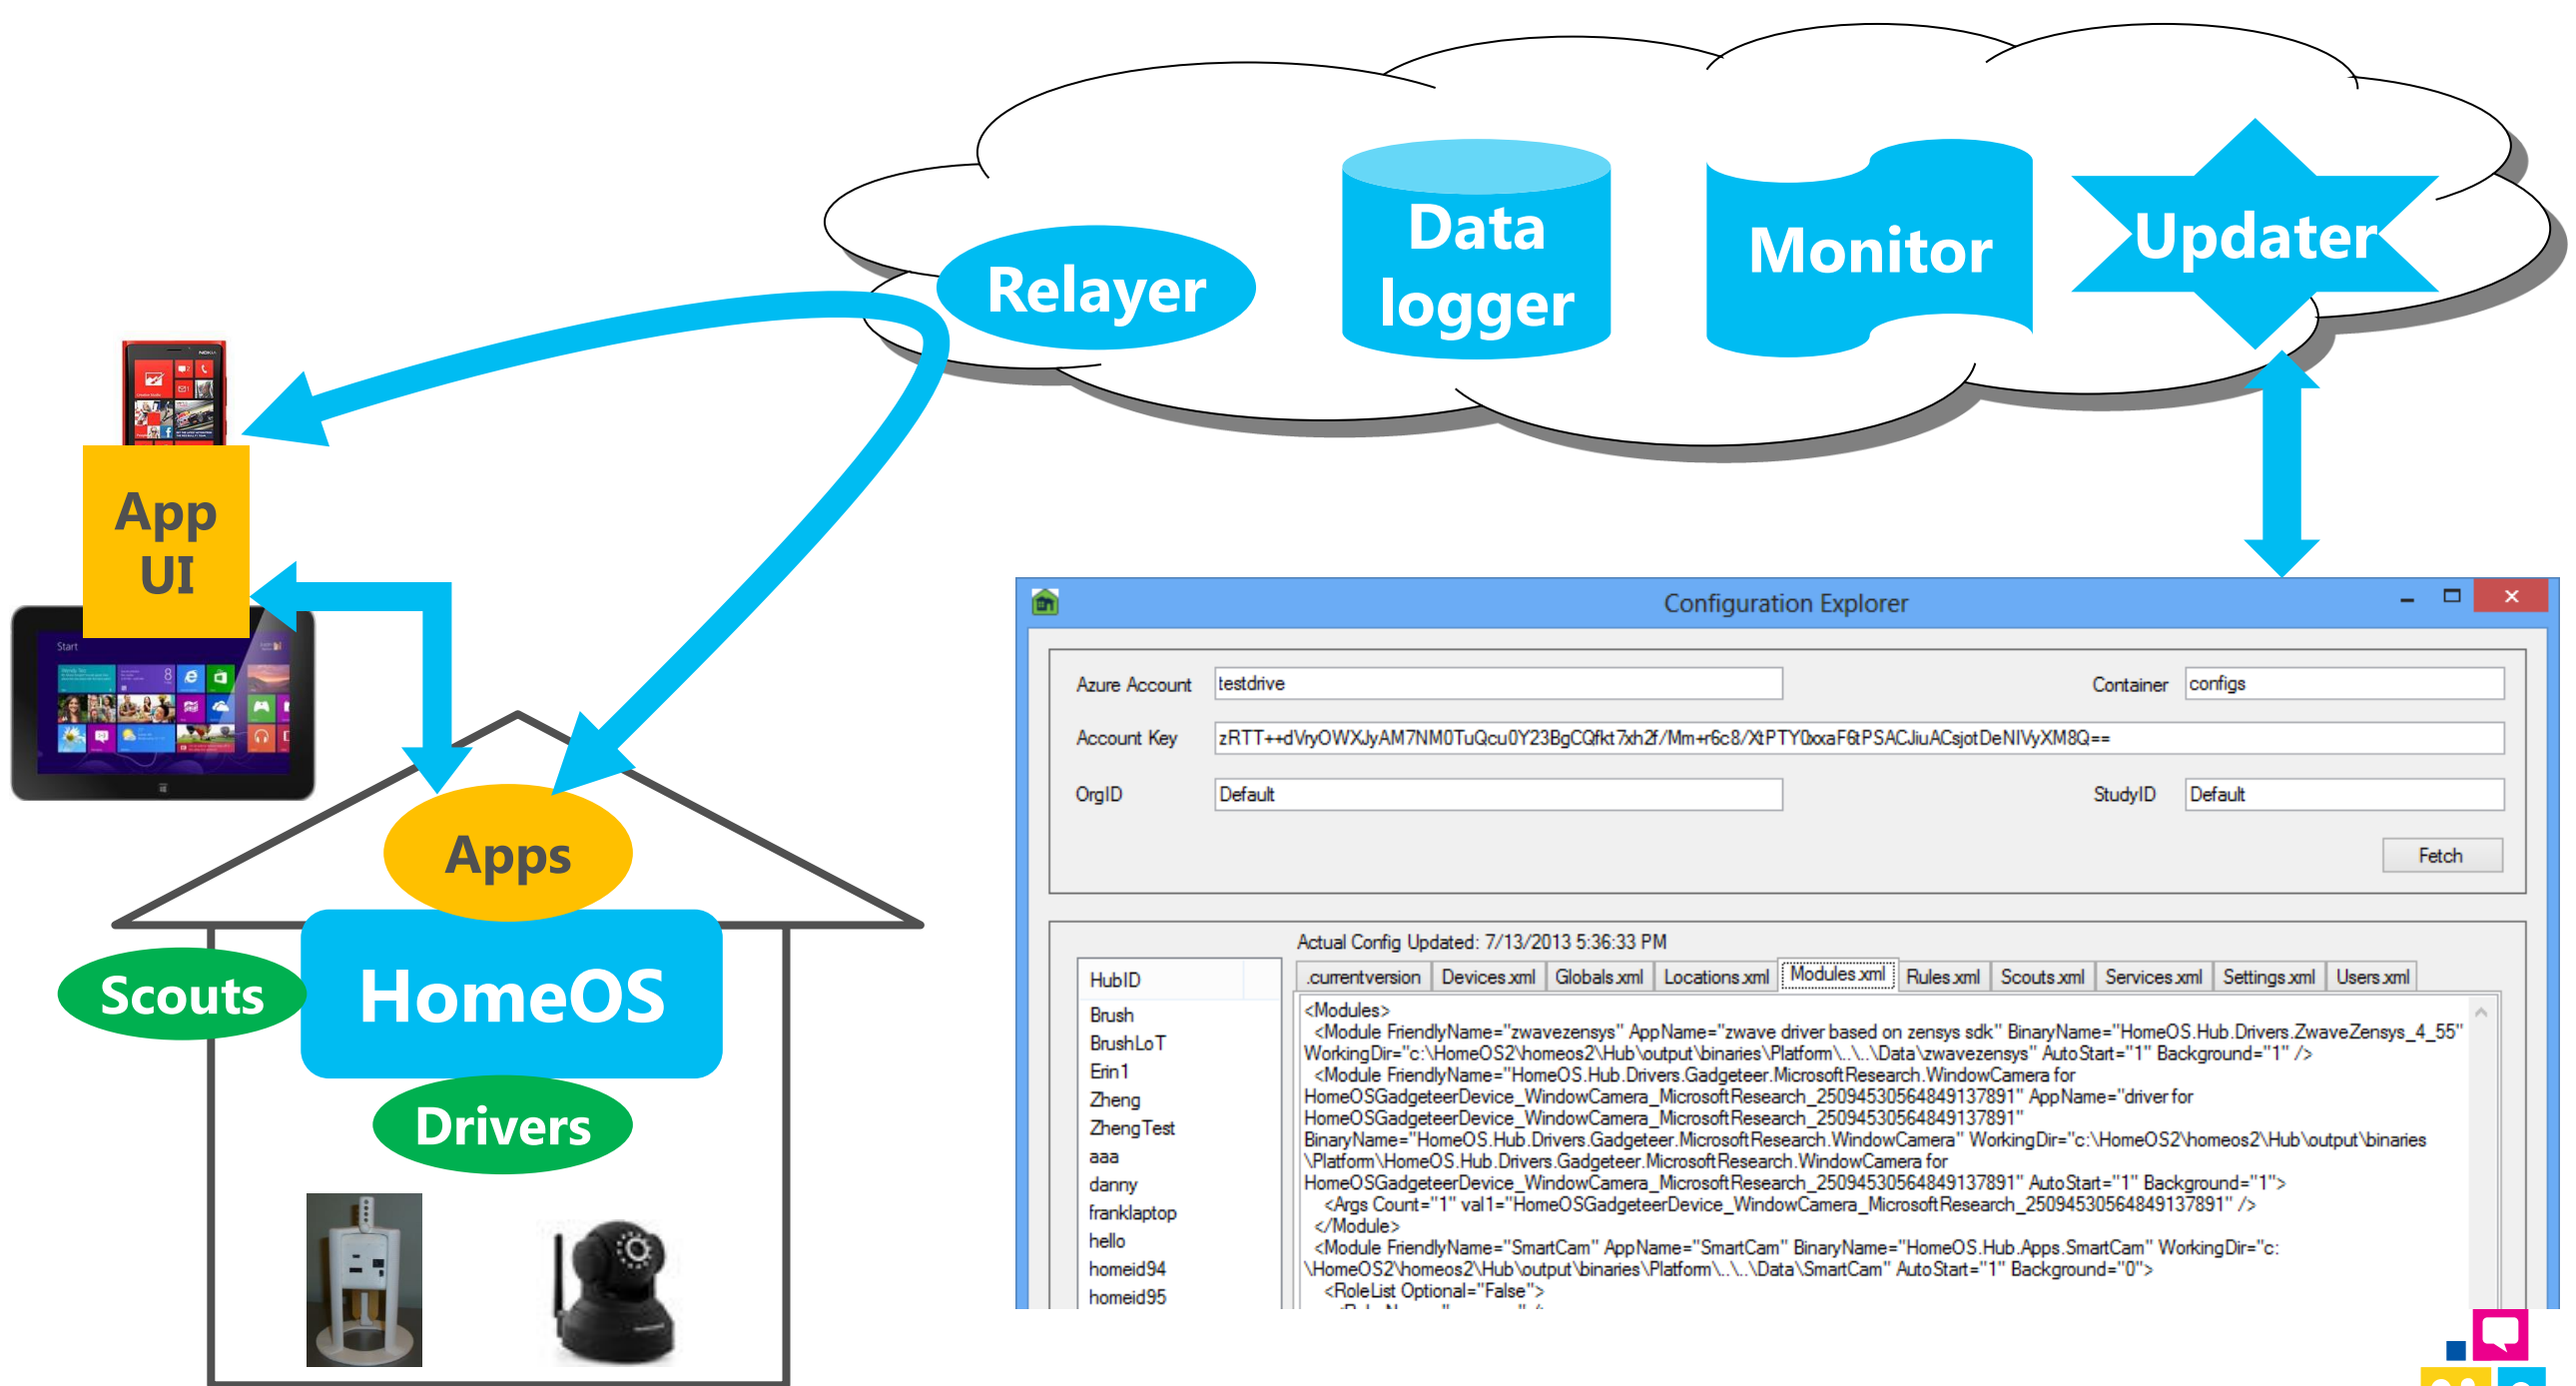 Relayer
Data
logger
Monitor
Updater
NOKIA
App
UI
Start
Apps
Scouts
HomeOS
Drivers
Configuration Explorer
Azure Account testdrive Container configs
Account Key zRTT++dVryOWXJyAM7NM0TuQcu0Y23BgCQfkt7xh2f/Mm+r6c8/XtPTY0xxaF6tPSACJiuACsjotDeNIVyXM8Q==
OrgID Default StudyID Default
Fetch
Actual Config Updated: 7/13/2013 5:36:33 PM
.currentversion Devices.xml Globals.xml Locations.xml Modules.xml Rules.xml Scouts.xml Services.xml Settings.xml Users.xml
HubID
Brush
BrushLoT
Erin1
Zheng
ZhengTest
aaa
danny
franklaptop
hello
homeid94
homeid95
<Modules>
<Module FriendlyName="zwavezensys" AppName="zwave driver based on zensys sdk" BinaryName="HomeOS.Hub.Drivers.ZwaveZensys_4_55"
WorkingDir="c:\HomeOS2\homeos2\Hub\output\binaries\Platform\..\..\Data\zwavezensys" AutoStart="1" Background="1" />
<Module FriendlyName="HomeOS.Hub.Drivers.Gadgeteer.MicrosoftResearch.WindowCamera for
HomeOSGadgeteerDevice_WindowCamera_MicrosoftResearch_25094530564849137891" AppName="driver for
HomeOSGadgeteerDevice_WindowCamera_MicrosoftResearch_25094530564849137891"
BinaryName="HomeOS.Hub.Drivers.Gadgeteer.MicrosoftResearch.WindowCamera" WorkingDir="c:\HomeOS2\homeos2\Hub\output\binaries
\Platform\HomeOS.Hub.Drivers.Gadgeteer.MicrosoftResearch.WindowCamera for
HomeOSGadgeteerDevice_WindowCamera_MicrosoftResearch_25094530564849137891" AutoStart="1" Background="1">
<Args Count="1" val1="HomeOSGadgeteerDevice_WindowCamera_MicrosoftResearch_25094530564849137891" />
</Module>
<Module FriendlyName="SmartCam" AppName="SmartCam" BinaryName="HomeOS.Hub.Apps.SmartCam" WorkingDir="c:
\HomeOS2\homeos2\Hub\output\binaries\Platform\..\..\Data\SmartCam" AutoStart="1" Background="0">
<RoleList Optional="False">